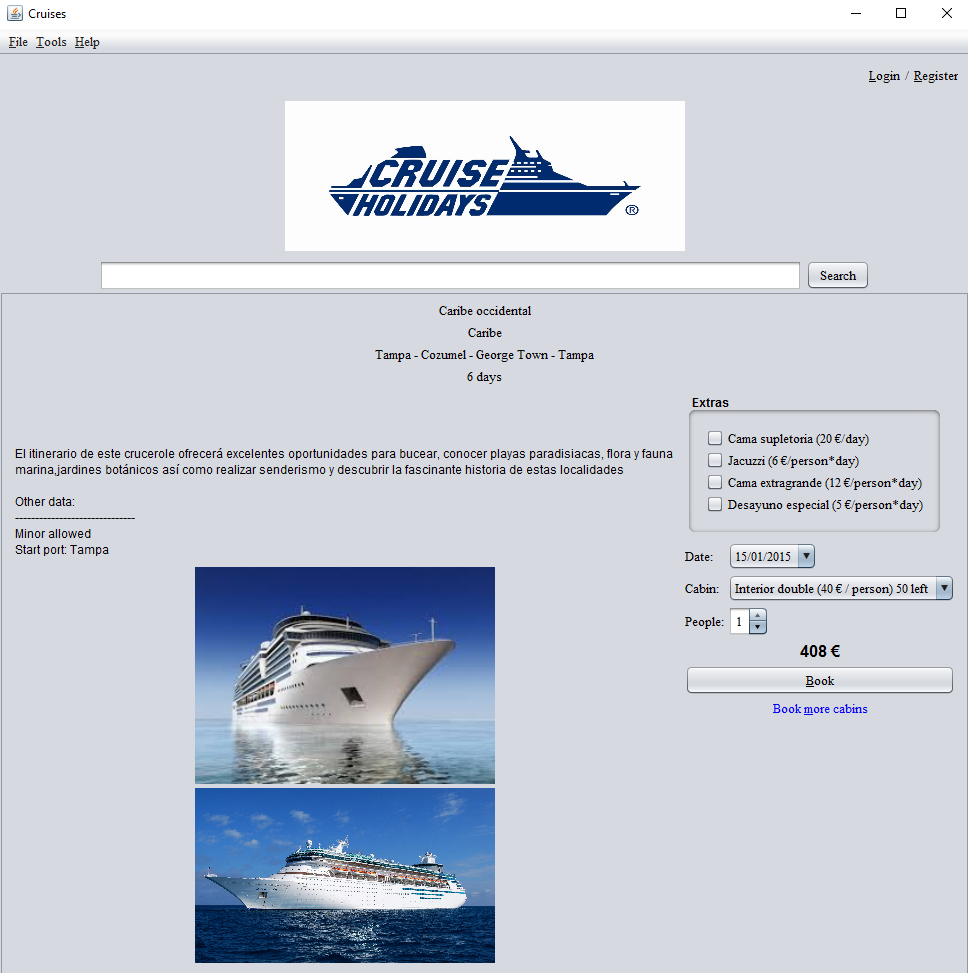 Cruises
File Tools Help
Login / Register
CRUISE
HOLIDAYS ®
Search
Caribe occidental
Caribe
Tampa - Cozumel - George Town - Tampa
6 days
Extras
Cama supletoria (20 €/day)
Jacuzzi (6 €/person*day)
Cama extragrande (12 €/person*day)
Desayuno especial (5 €/person*day)
El itinerario de este crucerole ofrecerá excelentes oportunidades para bucear, conocer playas paradisiacas, flora y fauna
marina,jardines botánicos así como realizar senderismo y descubrir la fascinante historia de estas localidades
Other data:
------------------------------
Minor allowed
Start port: Tampa
Date: 15/01/2015
Cabin: Interior double (40 € / person) 50 left
People: 1
408 €
Book
Book more cabins